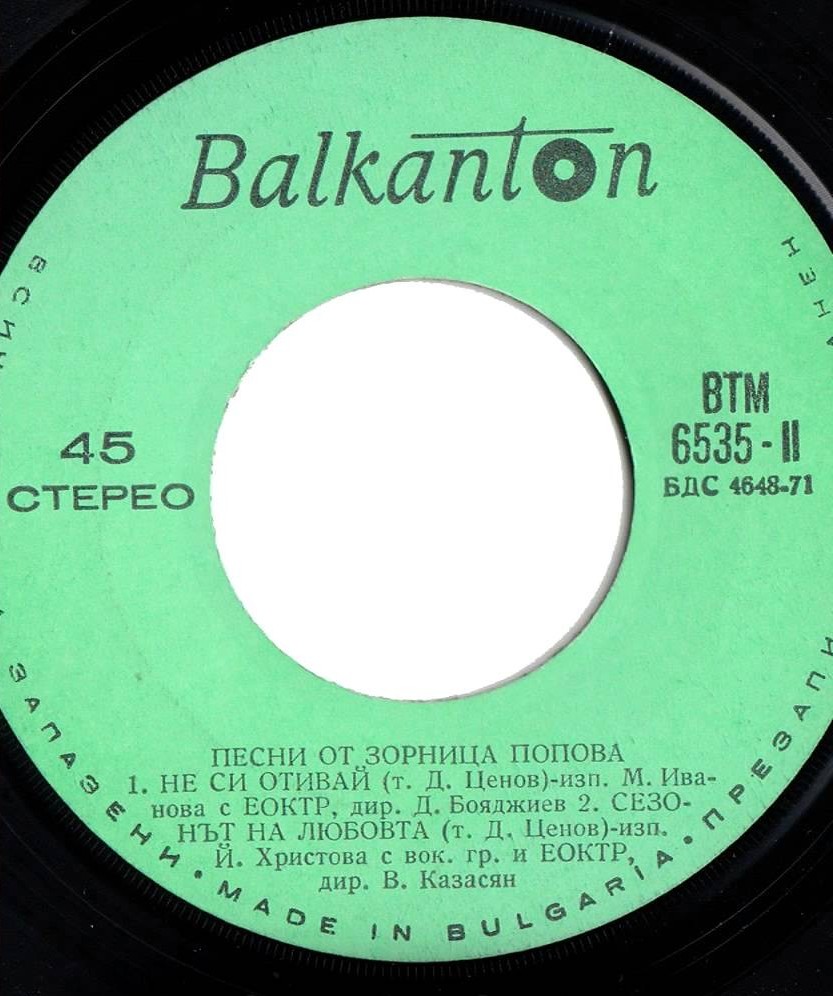 Balkanton
45
СТЕРЕО
ВТМ
6535-II
БДС 4648-71
ПЕСНИ ОТ ЗОРНИЦА ПОПОВА
1. НЕ СИ ОТИВАЙ (т. Д. Ценов)-изп. М. Ива-
нова с ЕОКТР, дир. Д. Бояджиев 2. СЕЗО-
НЪТ НА ЛЮБОВТА (т. Д. Ценов)-изп.
Й. Христова с вок. гр. и ЕОКТР,
дир. В. Казасян
ЗАПАЗЕНИ • MADE IN BULGARIA •